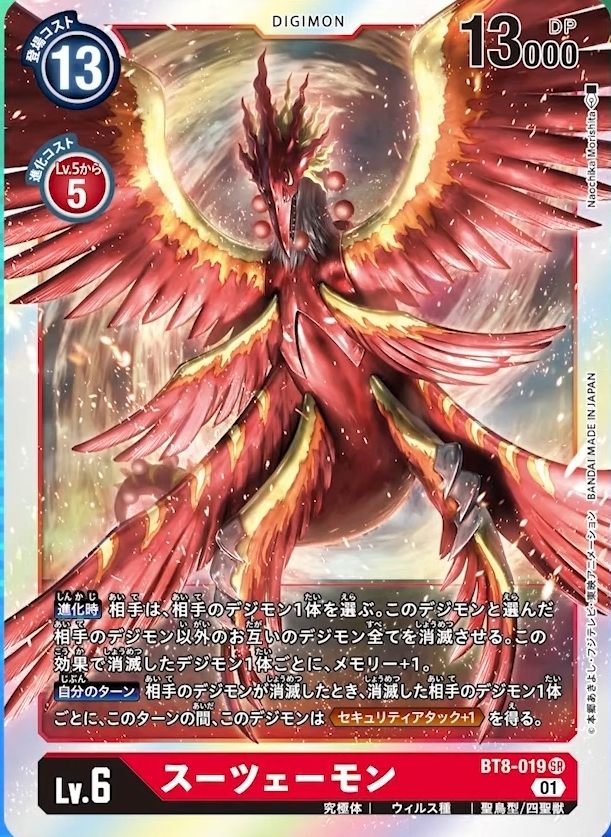 DIGIMON
登場コスト
13
DP
13000
進化コスト
Lv.5から
5
Naochika Morishita
進化時 相手は、相手のデジモン1体を選ぶ。このデジモンと選んだ
相手のデジモン以外のお互いのデジモン全てを消滅させる。この
効果で消滅したデジモン1体ごとに、メモリー+1。
自分のターン 相手のデジモンが消滅したとき、消滅した相手のデジモン1体
ごとに、このターンの間、このデジモンは セキュリティアタック+1 を得る。
©本郷あきよし・フジテレビ・東映アニメーション BANDAI MADE IN JAPAN
BT8-019 SR
Lv.6 スーツェーモン
01
究極体 | ウィルス種 | 聖鳥型/四聖獣